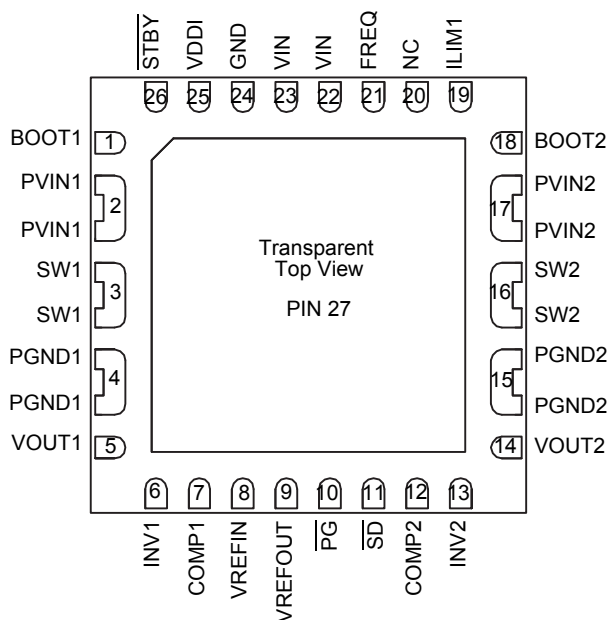 STBY
VDDI
GND
VIN
VIN
FREQ
NC
ILIM1
26
25
24
23
22
21
20
19
BOOT1
1
18
BOOT2
PVIN1
2
PVIN1
PVIN2
17
PVIN2
SW1
3
SW1
SW2
16
SW2
PGND1
4
PGND1
PGND2
15
PGND2
VOUT1
5
14
VOUT2
Transparent
Top View
PIN 27
6
7
8
9
10
11
12
13
INV1
COMP1
VREFIN
VREFOUT
PG
SD
COMP2
INV2